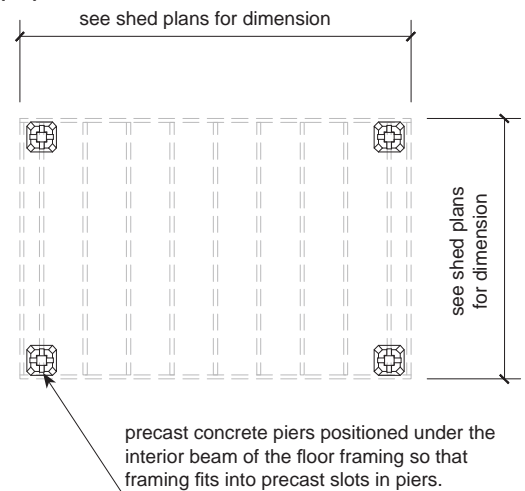 see shed plans for dimension
see shed plans
for dimension
precast concrete piers positioned under the
interior beam of the floor framing so that
framing fits into precast slots in piers.